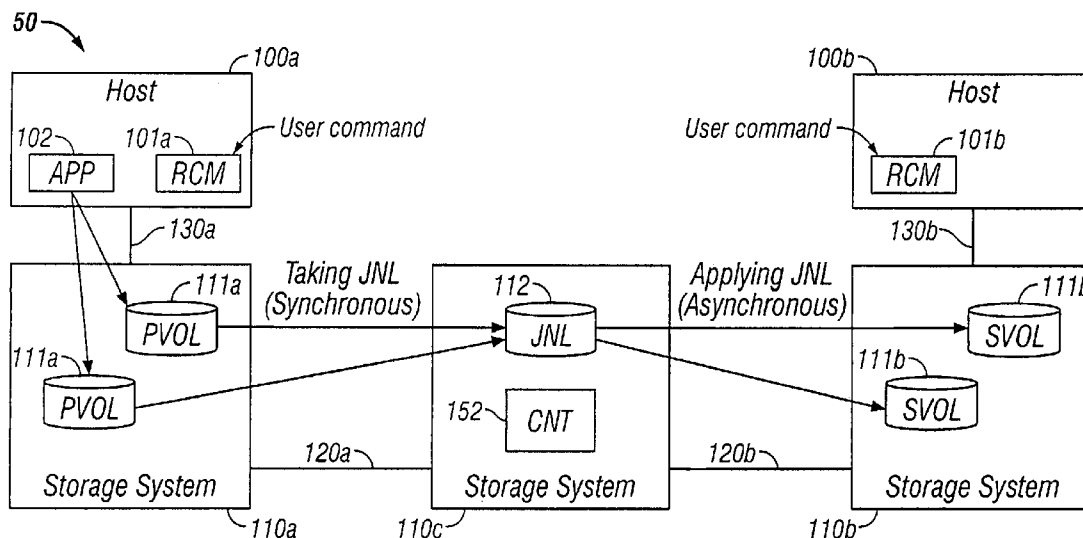 50
100a
100b
Host
Host
102
101a
User command
User command
101b
APP
RCM
RCM
130a
130b
Taking JNL
(Synchronous)
Applying JNL
(Asynchronous)
111a
112
111b
PVOL
JNL
SVOL
111a
111b
PVOL
SVOL
152
CNT
120a
120b
Storage System
Storage System
Storage System
110a
110c
110b